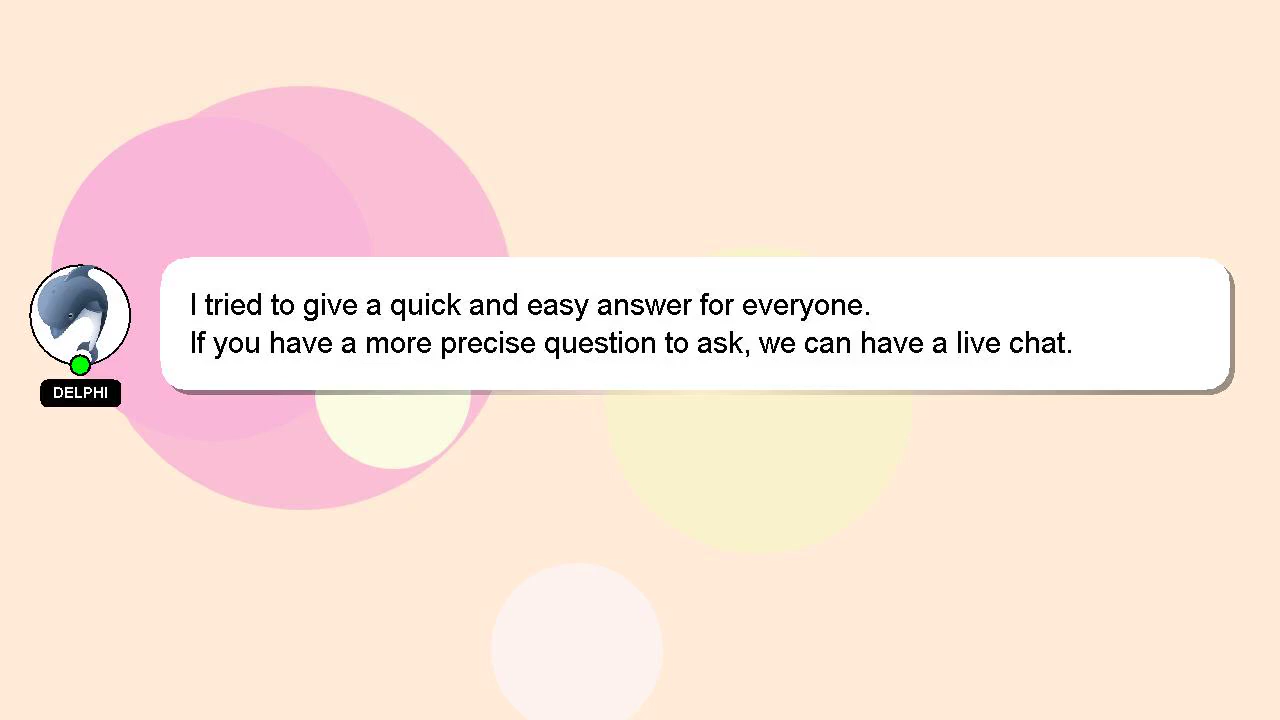 I tried to give a quick and easy answer for everyone.
If you have a more precise question to ask, we can have a live chat.
DELPHI